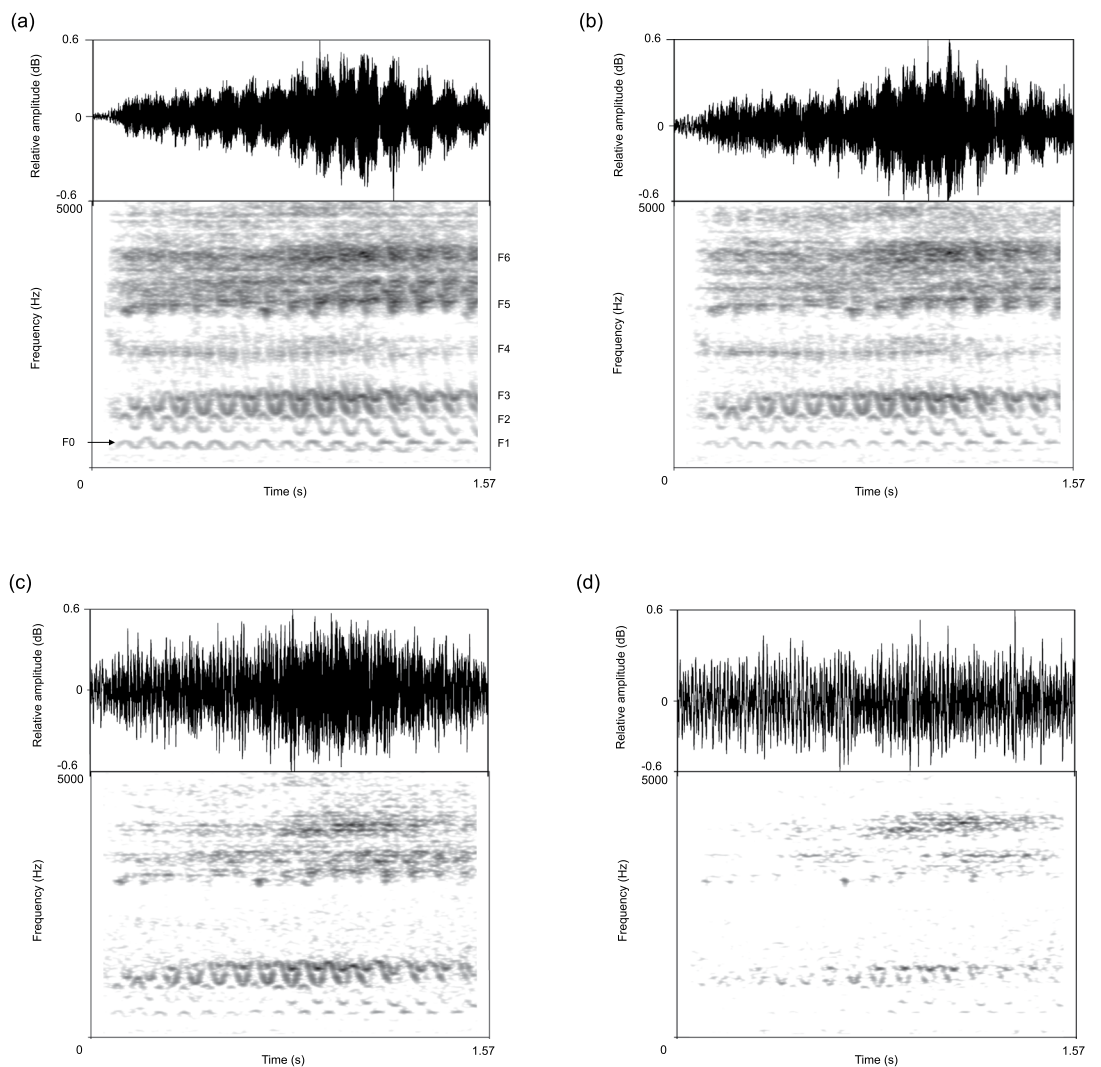 (a)
0.6
Relative amplitude (dB)
0
-0.6
5000
Frequency (Hz)
F6
F5
F4
F3
F2
F1
F0
0
Time (s)
1.57
(b)
0.6
Relative amplitude (dB)
0
-0.6
5000
Frequency (Hz)
0
Time (s)
1.57
(c)
0.6
Relative amplitude (dB)
0
-0.6
5000
Frequency (Hz)
0
Time (s)
1.57
(d)
0.6
Relative amplitude (dB)
0
-0.6
5000
Frequency (Hz)
0
Time (s)
1.57